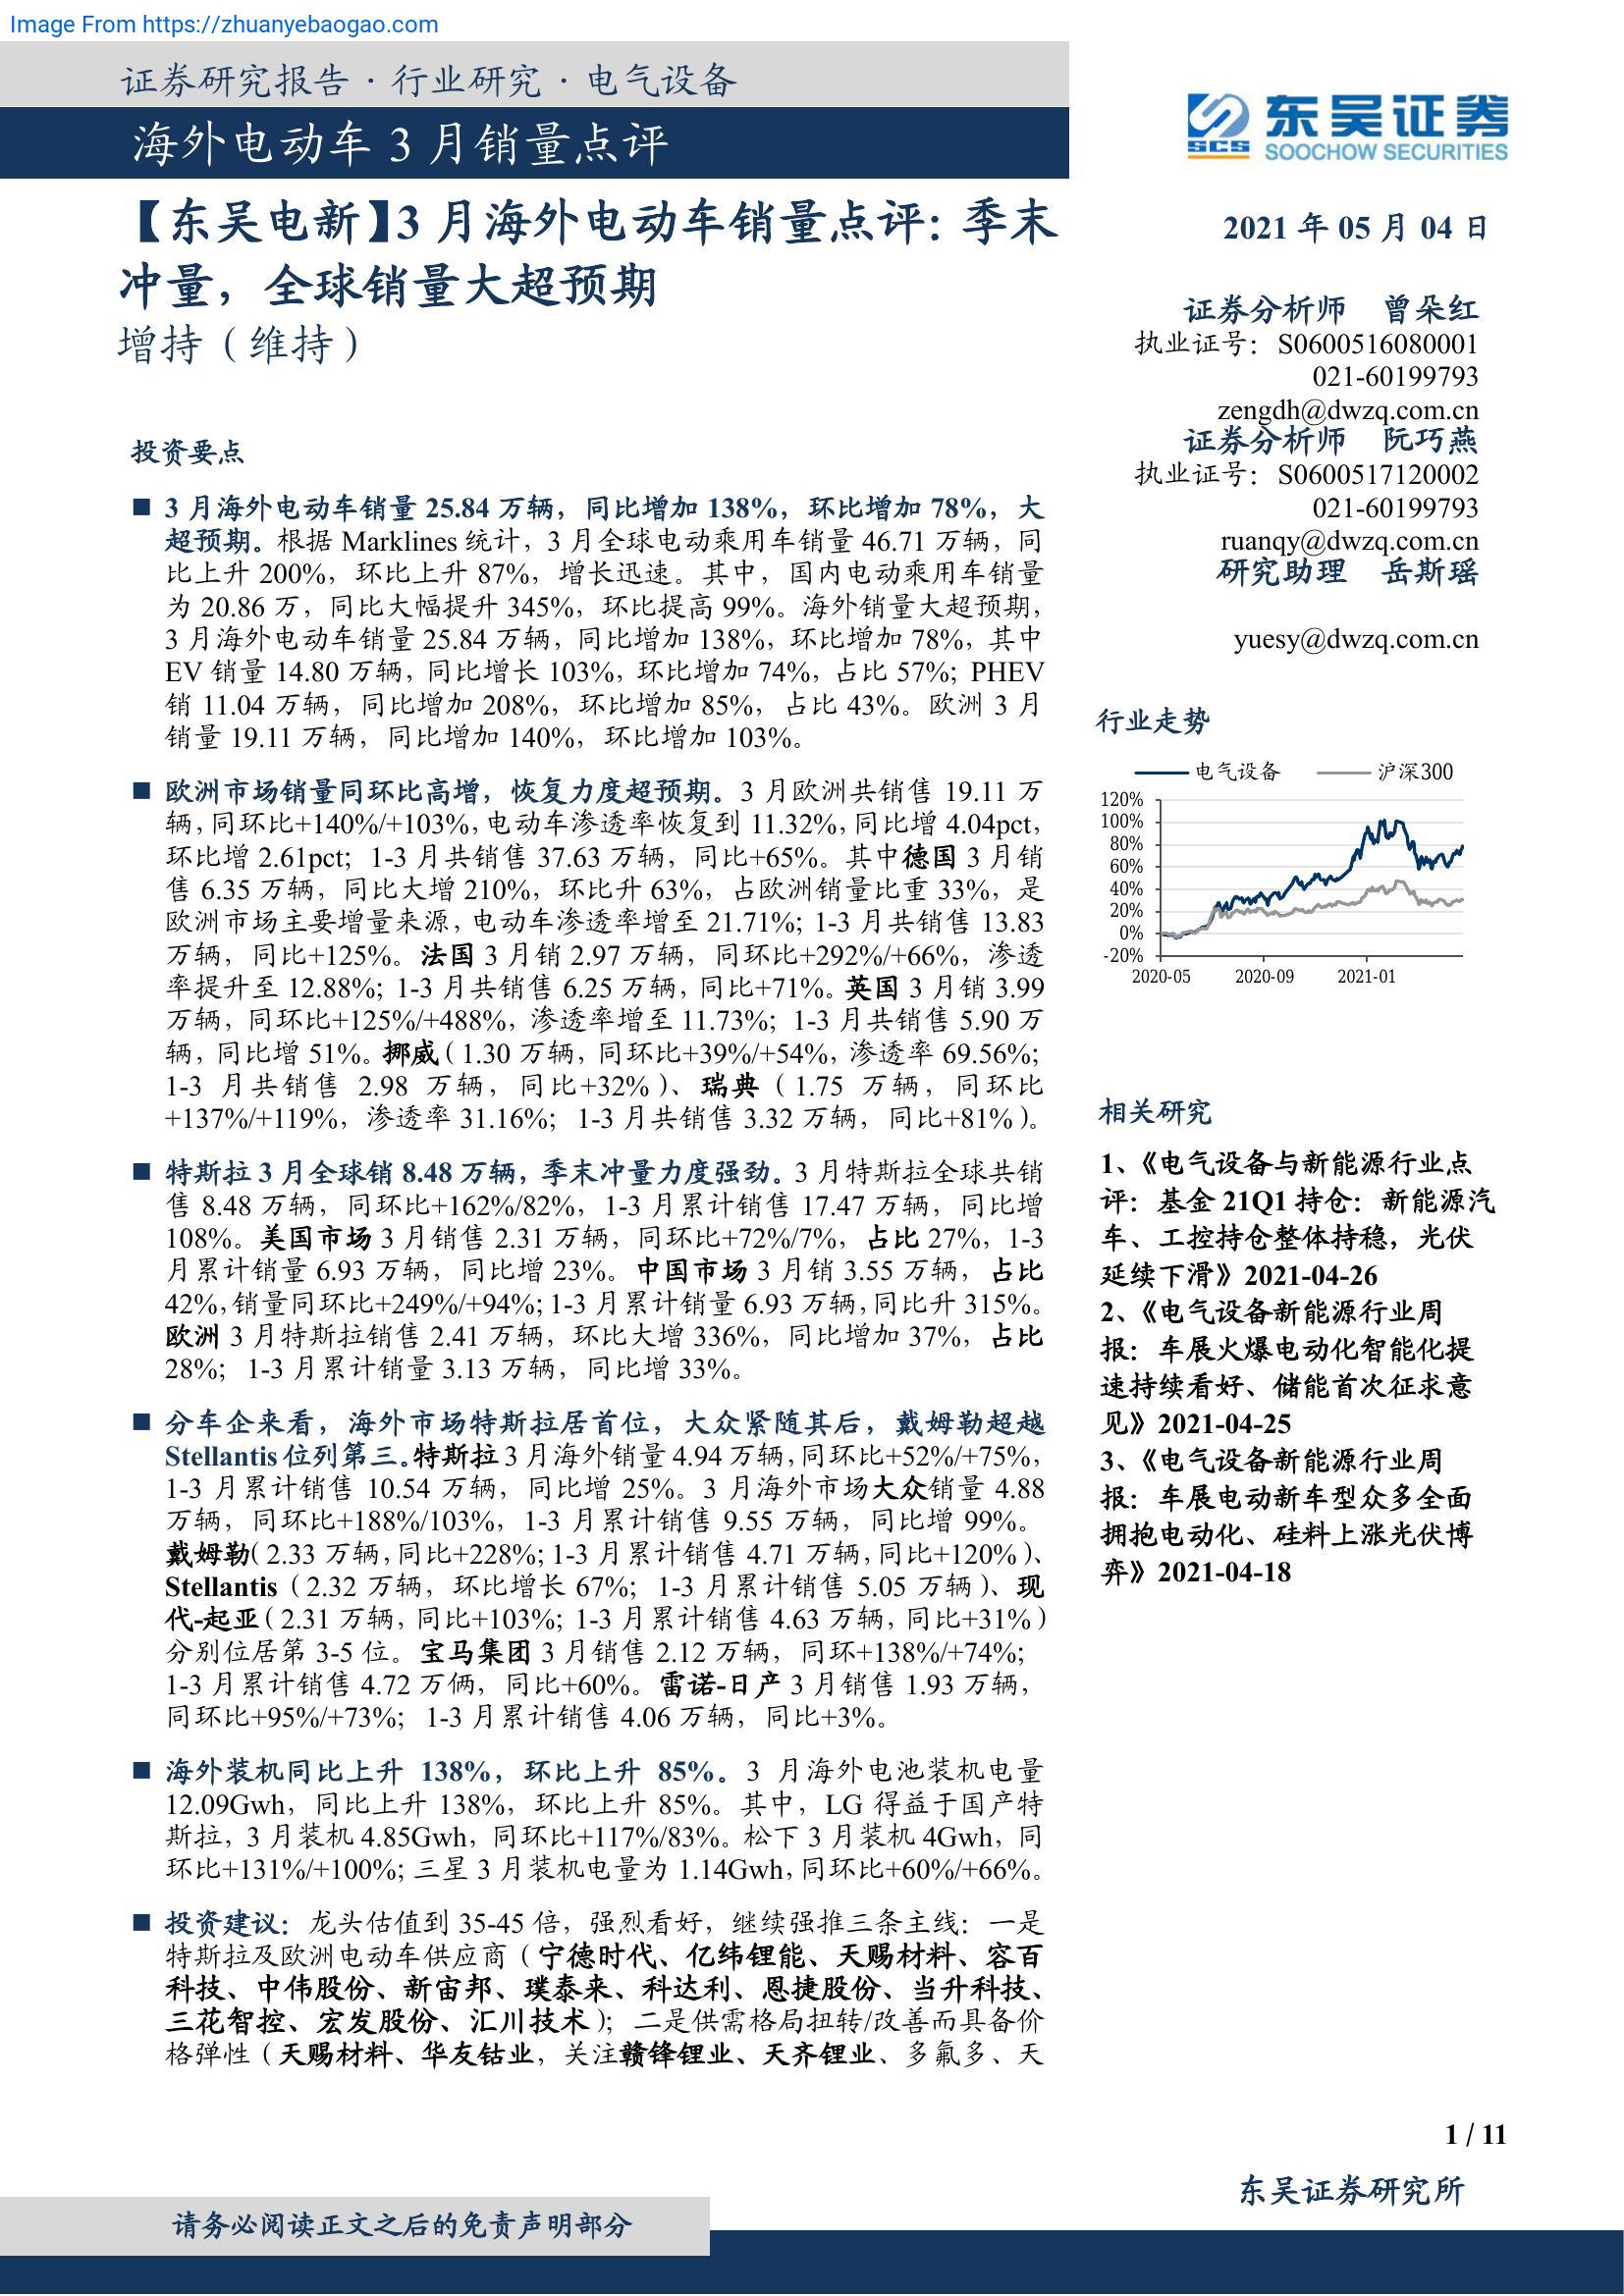 Image From https://zhuanyebaogao.com
证券研究报告·行业研究·电气设备
海外电动车 3 月销量点评
东吴证券
SCS
SOOCHOW SECURITIES
【东吴电新】3 月海外电动车销量点评：季末
冲量，全球销量大超预期
增持（维持）
投资要点
■ 3 月海外电动车销量 25.84 万辆，同比增加 138%，环比增加 78%，大
超预期。根据 Marklines 统计，3 月全球电动乘用车销量 46.71 万辆，同
比上升 200%，环比上升 87%，增长迅速。其中，国内电动乘用车销量
为 20.86 万，同比大幅提升 345%，环比提高 99%。海外销量大超预期，
3 月海外电动车销量 25.84 万辆，同比增加 138%，环比增加 78%，其中
EV 销量 14.80 万辆，同比增长 103%，环比增加 74%，占比 57%；PHEV
销 11.04 万辆，同比增加 208%，环比增加 85%，占比 43%。欧洲 3 月
销量 19.11 万辆，同比增加 140%，环比增加 103%。
■ 欧洲市场销量同环比高增，恢复力度超预期。3 月欧洲共销售 19.11 万
辆，同环比+140%/+103%，电动车渗透率恢复到 11.32%，同比增 4.04pct，
环比增 2.61pct；1-3 月共销售 37.63 万辆，同比+65%。其中德国 3 月销
售 6.35 万辆，同比大增 210%，环比升 63%，占欧洲销量比重 33%，是
欧洲市场主要增量来源，电动车渗透率增至 21.71%；1-3 月共销售 13.83
万辆，同比+125%。法国 3 月销 2.97 万辆，同环比+292%/+66%，渗透
率提升至 12.88%；1-3 月共销售 6.25 万辆，同比+71%。英国 3 月销 3.99
万辆，同环比+125%/+488%，渗透率增至 11.73%；1-3 月共销售 5.90 万
辆，同比增 51%。挪威（1.30 万辆，同环比+39%/+54%，渗透率 69.56%；
1-3 月共销售 2.98 万辆，同比+32%）、瑞典（1.75 万辆，同环比
+137%/+119%，渗透率 31.16%；1-3 月共销售 3.32 万辆，同比+81%）。
■ 特斯拉 3 月全球销 8.48 万辆，季末冲量力度强劲。3 月特斯拉全球共销
售 8.48 万辆，同环比+162%/82%，1-3 月累计销售 17.47 万辆，同比增
108%。美国市场 3 月销售 2.31 万辆，同环比+72%/7%，占比 27%，1-3
月累计销量 6.93 万辆，同比增 23%。中国市场 3 月销 3.55 万辆，占比
42%，销量同环比+249%/+94%；1-3 月累计销量 6.93 万辆，同比升 315%。
欧洲 3 月特斯拉销售 2.41 万辆，环比大增 336%，同比增加 37%，占比
28%；1-3 月累计销量 3.13 万辆，同比增 33%。
■ 分车企来看，海外市场特斯拉居首位，大众紧随其后，戴姆勒超越
Stellantis 位列第三。特斯拉 3 月海外销量 4.94 万辆，同环比+52%/+75%，
1-3 月累计销售 10.54 万辆，同比增 25%。3 月海外市场大众销量 4.88
万辆，同环比+188%/103%，1-3 月累计销售 9.55 万辆，同比增 99%。
戴姆勒（2.33 万辆，同比+228%；1-3 月累计销售 4.71 万辆，同比+120%）、
Stellantis（2.32 万辆，环比增长 67%；1-3 月累计销售 5.05 万辆）、现
代-起亚（2.31 万辆，同比+103%；1-3 月累计销售 4.63 万辆，同比+31%）
分别位居第 3-5 位。宝马集团 3 月销售 2.12 万辆，同环+138%/+74%；
1-3 月累计销售 4.72 万俩，同比+60%。雷诺-日产 3 月销售 1.93 万辆，
同环比+95%/+73%；1-3 月累计销售 4.06 万辆，同比+3%。
■ 海外装机同比上升 138%，环比上升 85%。3 月海外电池装机电量
12.09Gwh，同比上升 138%，环比上升 85%。其中，LG 得益于国产特
斯拉，3 月装机 4.85Gwh，同环比+117%/83%。松下 3 月装机 4Gwh，同
环比+131%/+100%；三星 3 月装机电量为 1.14Gwh，同环比+60%/+66%。
■ 投资建议：龙头估值到 35-45 倍，强烈看好，继续强推三条主线：一是
特斯拉及欧洲电动车供应商（宁德时代、亿纬锂能、天赐材料、容百
科技、中伟股份、新宙邦、璞泰来、科达利、恩捷股份、当升科技、
三花智控、宏发股份、汇川技术）；二是供需格局扭转/改善而具备价
格弹性（天赐材料、华友钴业，关注赣锋锂业、天齐锂业、多氟多、天
2021 年 05 月 04 日
证券分析师 曾朵红
执业证号：S0600516080001
021-60199793
zengdh@dwzq.com.cn
证券分析师 阮巧燕
执业证号：S0600517120002
021-60199793
ruanqy@dwzq.com.cn
研究助理 岳斯瑶
yuesy@dwzq.com.cn
行业走势
电气设备 沪深300
120%
100%
80%
60%
40%
20%
0%
-20%
2020-05 2020-09 2021-01
相关研究
1、《电气设备与新能源行业点
评：基金 21Q1 持仓：新能源汽
车、工控持仓整体持稳，光伏
延续下滑》2021-04-26
2、《电气设备新能源行业周
报：车展火爆电动化智能化提
速持续看好、储能首次征求意
见》2021-04-25
3、《电气设备新能源行业周
报：车展电动新车型众多全面
拥抱电动化、硅料上涨光伏博
弈》2021-04-18
1 / 11
东吴证券研究所
请务必阅读正文之后的免责声明部分